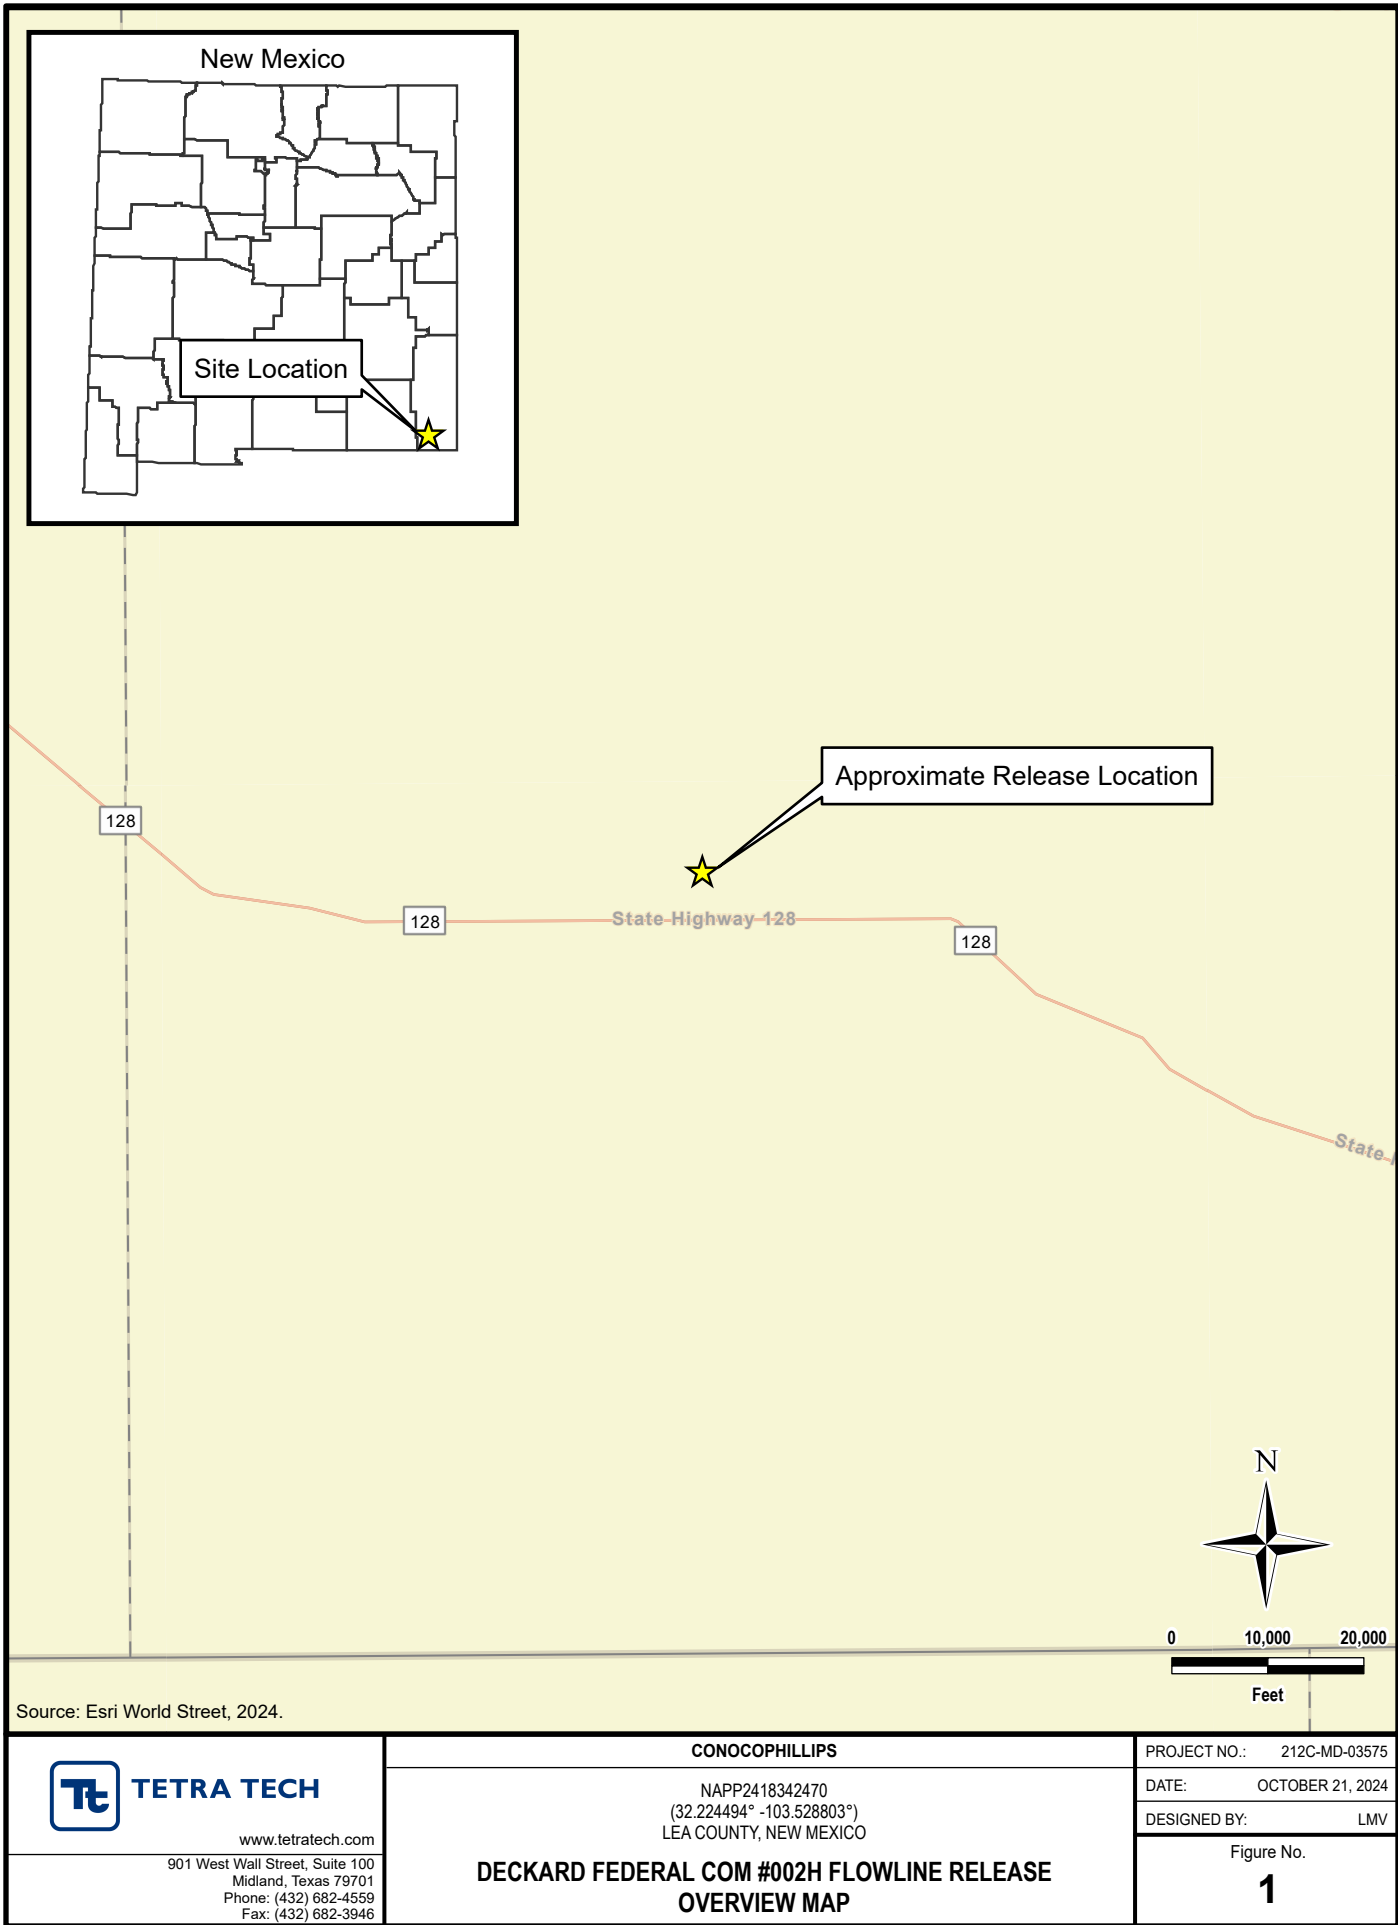 New Mexico
Site Location
Approximate Release Location
128
128
State Highway 128
128
State
N
0 10,000 20,000
Feet
Source: Esri World Street, 2024.
Tt TETRA TECH
www.tetratech.com
901 West Wall Street, Suite 100
Midland, Texas 79701
Phone: (432) 682-4559
Fax: (432) 682-3946
CONOCOPHILLIPS
NAPP2418342470
(32.224494° -103.528803°)
LEA COUNTY, NEW MEXICO
DECKARD FEDERAL COM #002H FLOWLINE RELEASE
OVERVIEW MAP
PROJECT NO.: 212C-MD-03575
DATE: OCTOBER 21, 2024
DESIGNED BY: LMV
Figure No.
1